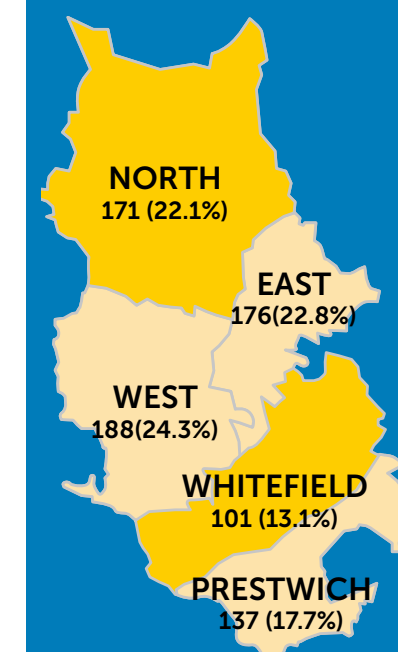 NORTH
171 (22.1%)
EAST
176(22.8%)
WEST
188(24.3%)
WHITEFIELD
101 (13.1%)
PRESTWICH
137 (17.7%)